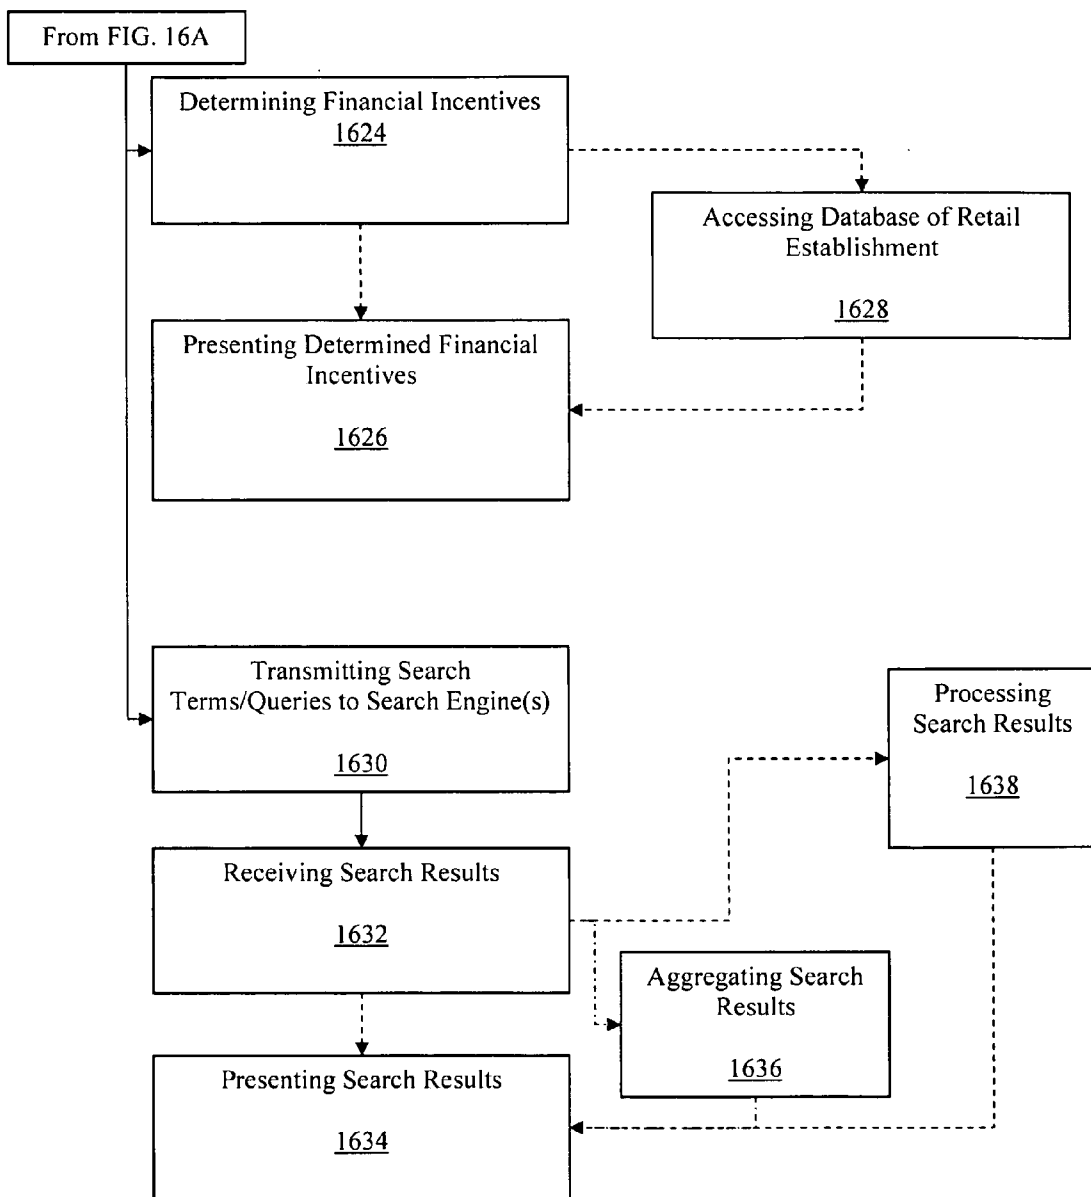 From FIG. 16A
Determining Financial Incentives
1624
Accessing Database of Retail
Establishment
1628
Presenting Determined Financial
Incentives
1626
Transmitting Search
Terms/Queries to Search Engine(s)
1630
Processing
Search Results
1638
Receiving Search Results
1632
Aggregating Search
Results
1636
Presenting Search Results
1634